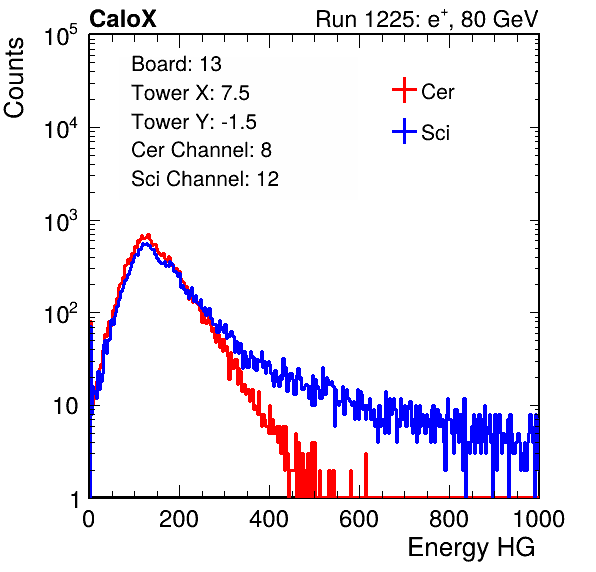 CaloX Run 1225: e⁺, 80 GeV
Counts
10⁵
10⁴
10³
10²
10
1
Board: 13
Tower X: 7.5
Tower Y: -1.5
Cer Channel: 8
Sci Channel: 12
Cer
Sci
0 200 400 600 800 1000
Energy HG